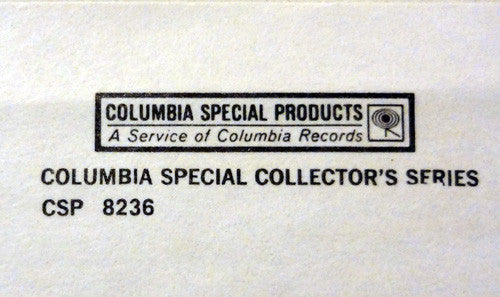 COLUMBIA SPECIAL PRODUCTS
A Service of Columbia Records
COLUMBIA SPECIAL COLLECTOR'S SERIES
CSP 8236